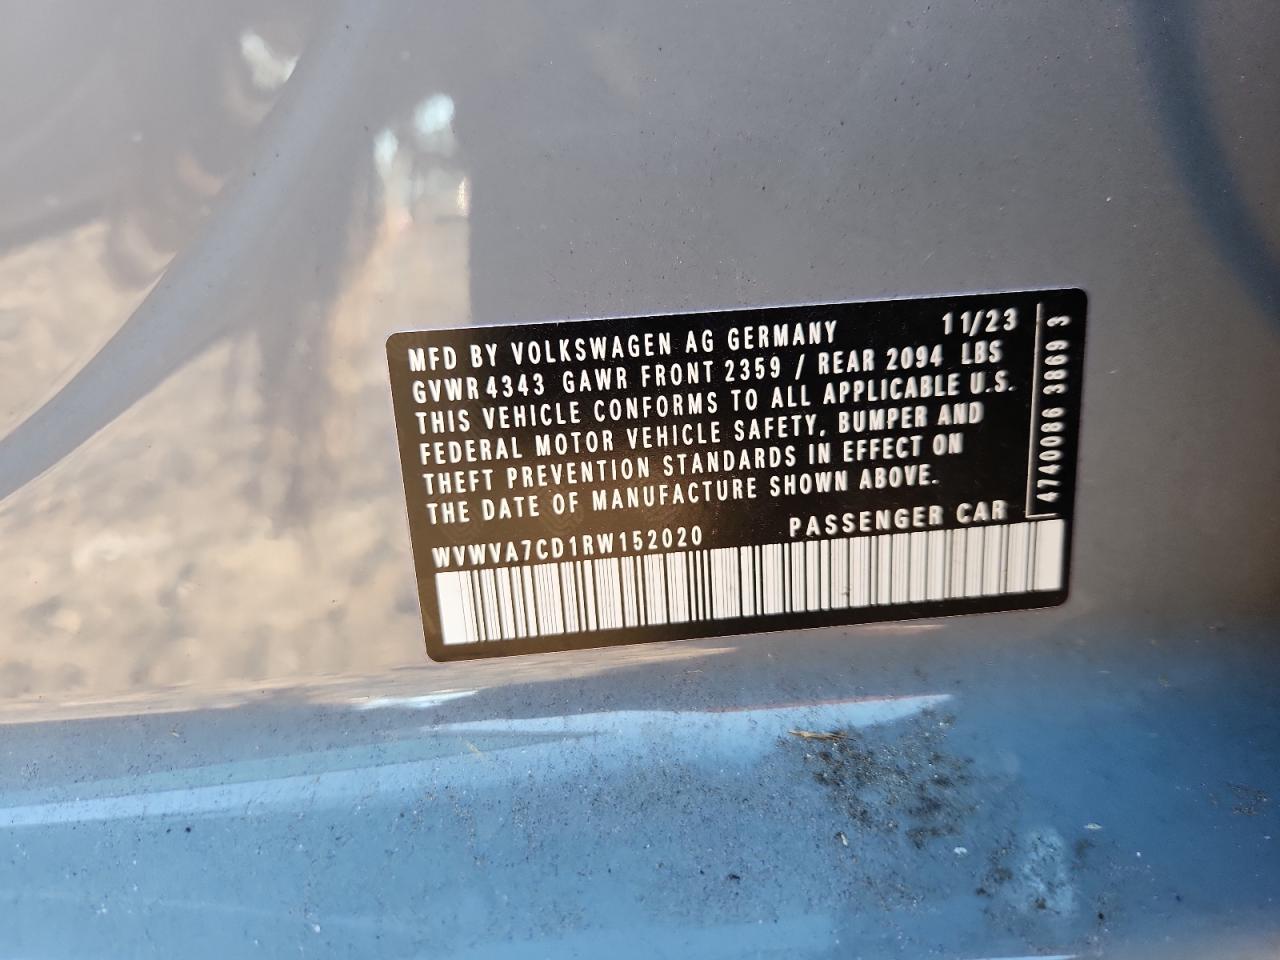 MFD BY VOLKSWAGEN AG GERMANY 11/23
GVWR 4343 GAWR FRONT 2359 / REAR 2094 LBS
THIS VEHICLE CONFORMS TO ALL APPLICABLE U.S.
FEDERAL MOTOR VEHICLE SAFETY, BUMPER AND
THEFT PREVENTION STANDARDS IN EFFECT ON
THE DATE OF MANUFACTURE SHOWN ABOVE.
WVWVA7CD1RW152020 PASSENGER CAR
4740086 3869 3